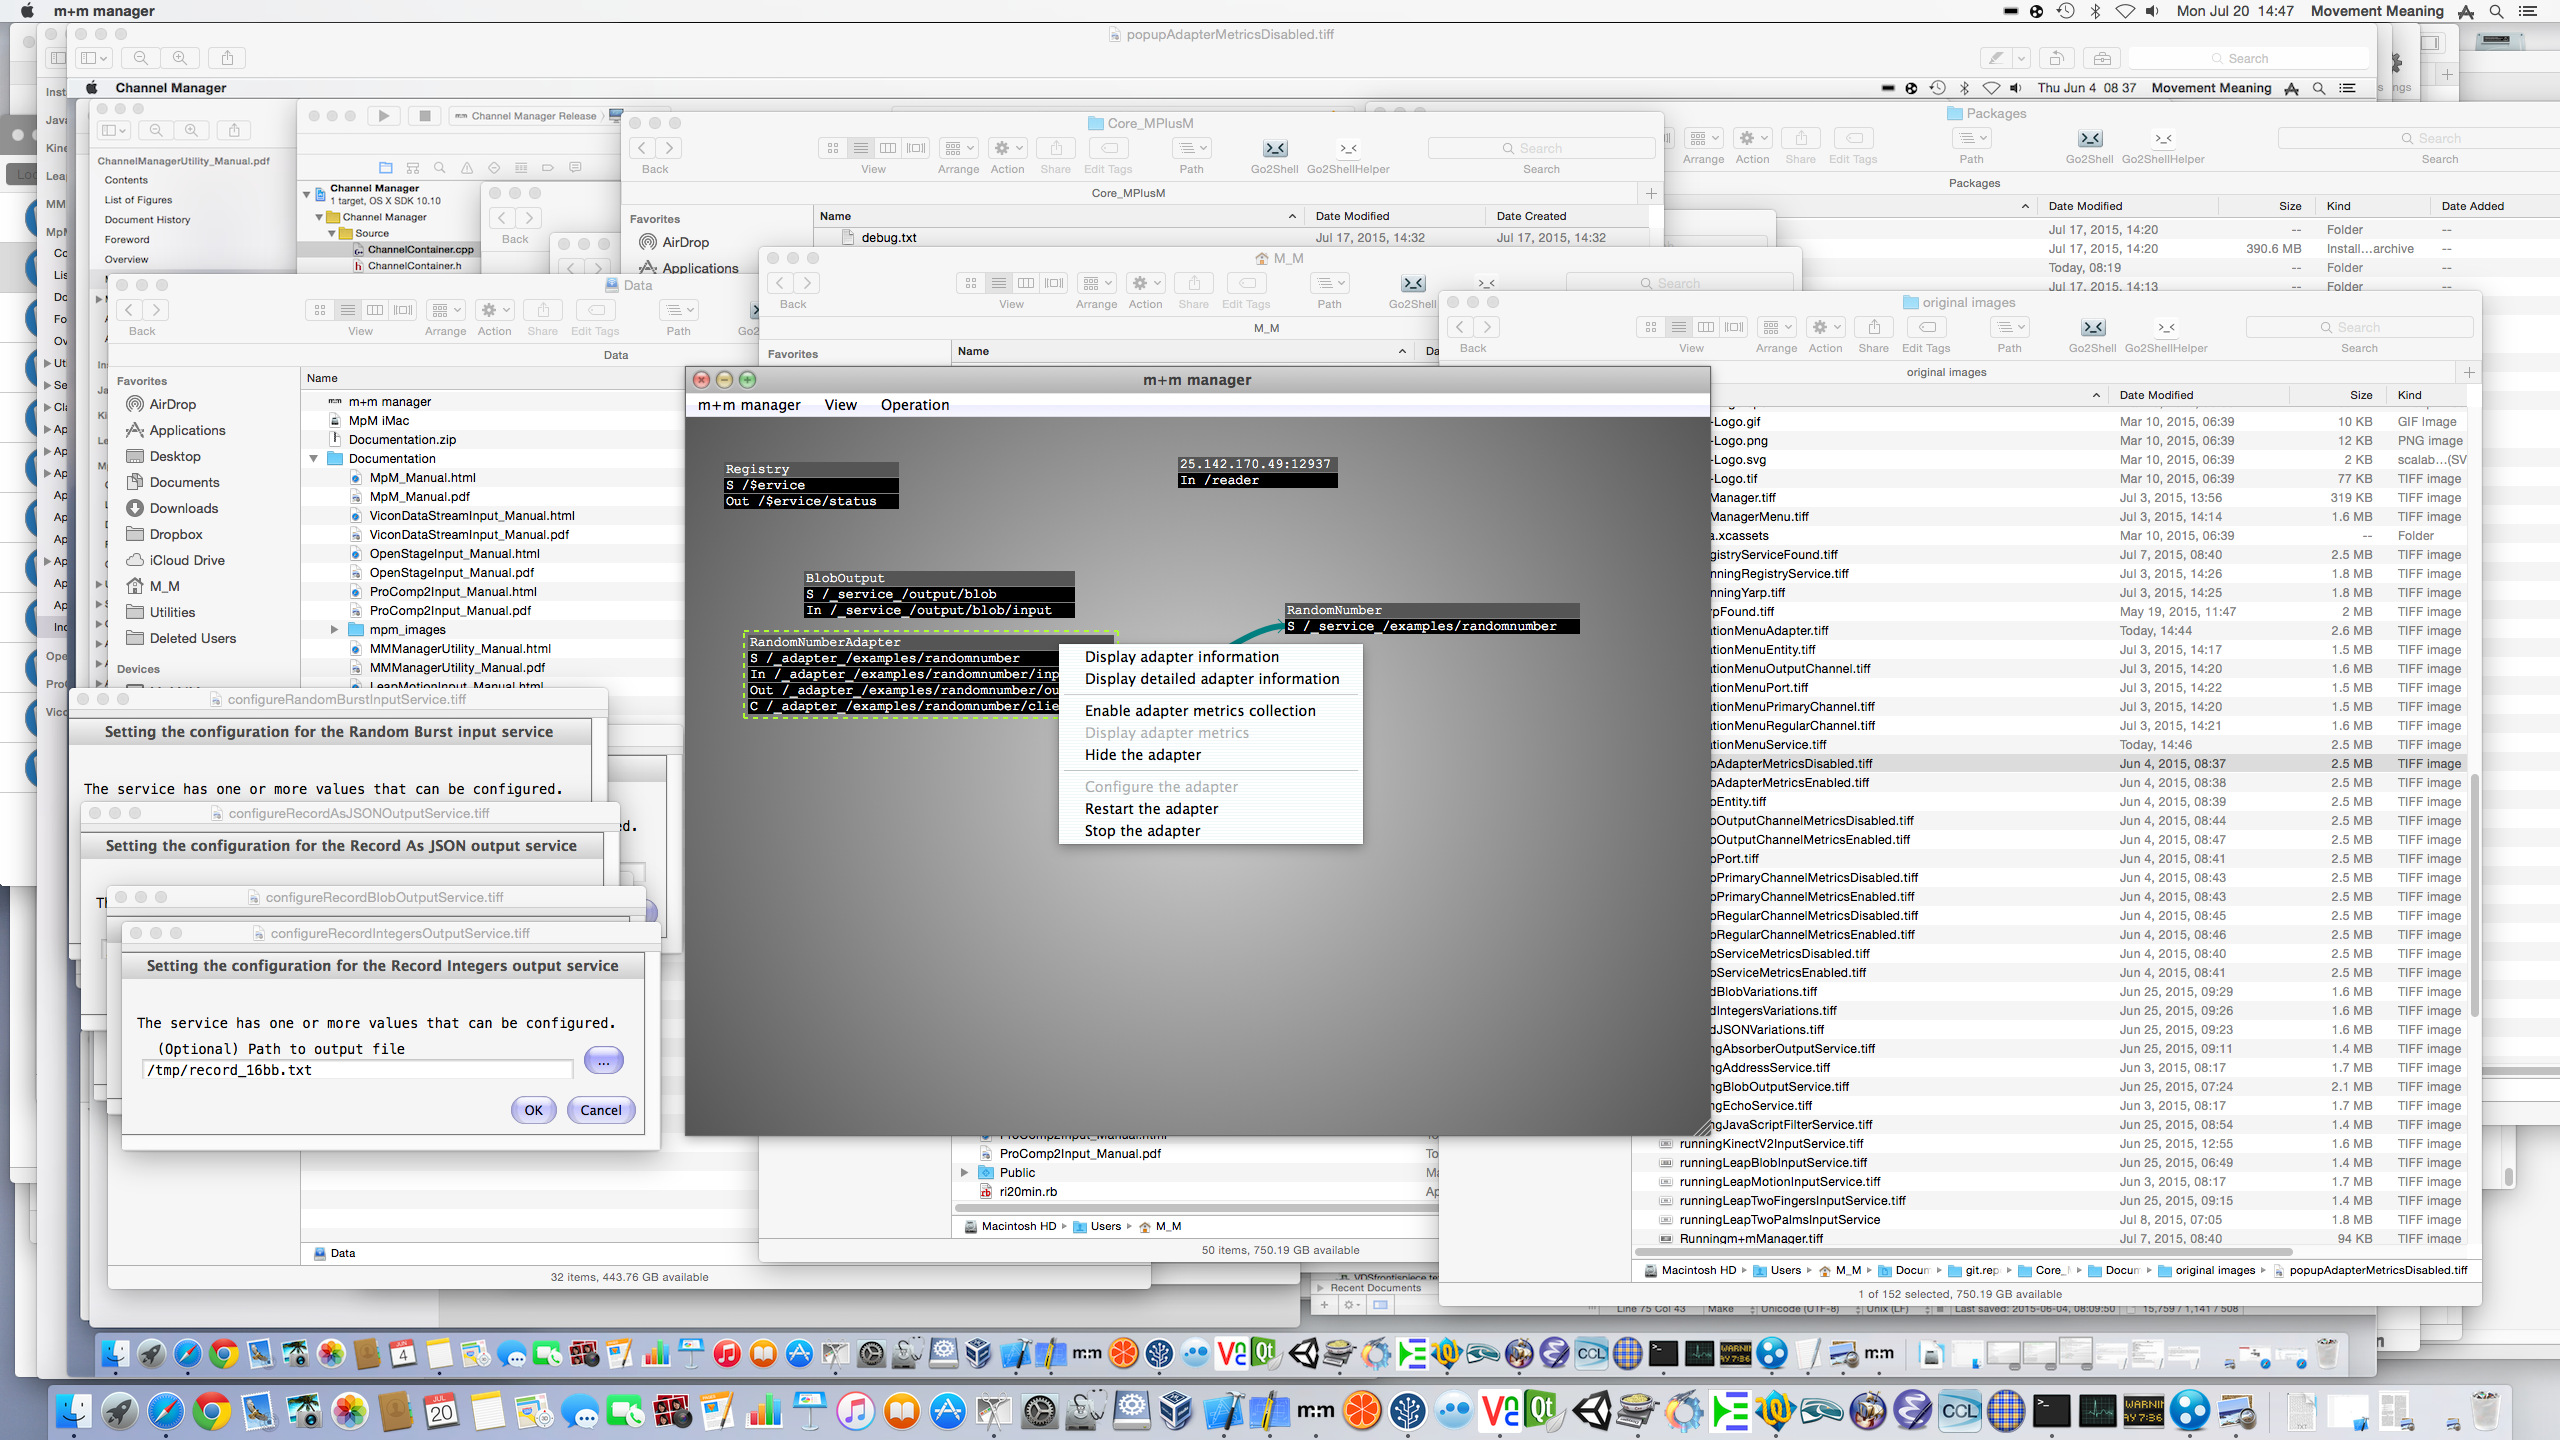 m+m manager
Mon Jul 20 14:47 Movement Meaning
popupAdapterMetricsDisabled.tiff
Search
Channel Manager
Thu Jun 4 08 37 Movement Meaning
ChannelManagerUtility_Manual.pdf
Contents
List of Figures
Document History
Foreword
Overview
Channel Manager Release
Channel Manager
1 target, OS X SDK 10.10
Channel Manager
Source
ChannelContainer.cpp
ChannelContainer.h
Back
Core_MPlusM
Back View Arrange Action Share Edit Tags Path Go2Shell Go2ShellHelper Search
Core_MPlusM
Favorites
AirDrop
Applications
Name Date Modified Date Created
debug.txt Jul 17, 2015, 14:32 Jul 17, 2015, 14:32
Packages
Search
Arrange Action Share Edit Tags Path Go2Shell Go2ShellHelper Search
Packages
Date Modified Size Kind Date Added
Jul 17, 2015, 14:20 -- Folder --
Jul 17, 2015, 14:20 390.6 MB Install...archive --
Today, 08:19 -- Folder --
Jul 17, 2015, 14:13 -- Folder --
M_M
Search
Back View Arrange Action Share Edit Tags Path Go2Shell
M_M
Favorites
Name
Data
Back View Arrange Action Share Edit Tags Path
Data
Favorites
AirDrop
Applications
Desktop
Documents
Downloads
Dropbox
iCloud Drive
M_M
Utilities
Deleted Users
Devices
Name
m+m manager
MpM iMac
Documentation.zip
Documentation
MpM_Manual.html
MpM_Manual.pdf
ViconDataStreamInput_Manual.html
ViconDataStreamInput_Manual.pdf
OpenStageInput_Manual.html
OpenStageInput_Manual.pdf
ProComp2Input_Manual.html
ProComp2Input_Manual.pdf
mpm_images
MMManagerUtility_Manual.html
MMManagerUtility_Manual.pdf
LeapMotionInput_Manual.html
m+m manager
m+m manager View Operation
Registry
S /$ervice
Out /$ervice/status
25.142.170.49:12937
In /reader
BlobOutput
S /_service_/output/blob
In /_service_/output/blob/input
RandomNumber
S /_service_/examples/randomnumber
RandomNumberAdapter
S /_adapter_/examples/randomnumber
In /_adapter_/examples/randomnumber/inp
Out /_adapter_/examples/randomnumber/ou
C /_adapter_/examples/randomnumber/clie
Display adapter information
Display detailed adapter information
Enable adapter metrics collection
Display adapter metrics
Hide the adapter
Configure the adapter
Restart the adapter
Stop the adapter
configureRandomBurstInputService.tiff
Setting the configuration for the Random Burst input service
The service has one or more values that can be configured.
configureRecordAsJSONOutputService.tiff
Setting the configuration for the Record As JSON output service
configureRecordBlobOutputService.tiff
configureRecordIntegersOutputService.tiff
Setting the configuration for the Record Integers output service
The service has one or more values that can be configured.
(Optional) Path to output file
/tmp/record_16bb.txt
...
OK Cancel
original images
Search
Back View Arrange Action Share Edit Tags Path Go2Shell Go2ShellHelper Search
original images
Date Modified Size Kind
-Logo.gif Mar 10, 2015, 06:39 10 KB GIF Image
-Logo.png Mar 10, 2015, 06:39 12 KB PNG image
-Logo.svg Mar 10, 2015, 06:39 2 KB scalab...(SV
-Logo.tif Mar 10, 2015, 06:39 77 KB TIFF image
Manager.tiff Jul 3, 2015, 13:56 319 KB TIFF image
ManagerMenu.tiff Jul 3, 2015, 14:14 1.6 MB TIFF image
a.xcassets Mar 10, 2015, 06:39 -- Folder
gistryServiceFound.tiff Jul 7, 2015, 08:40 2.5 MB TIFF image
nningRegistryService.tiff Jul 3, 2015, 14:26 1.8 MB TIFF image
nningYarp.tiff Jul 3, 2015, 14:25 1.8 MB TIFF image
rpFound.tiff May 19, 2015, 11:47 2 MB TIFF image
ationMenuAdapter.tiff Today, 14:44 2.6 MB TIFF image
ationMenuEntity.tiff Jul 3, 2015, 14:17 1.5 MB TIFF image
ationMenuOutputChannel.tiff Jul 3, 2015, 14:20 1.6 MB TIFF image
ationMenuPort.tiff Jul 3, 2015, 14:22 1.5 MB TIFF image
ationMenuPrimaryChannel.tiff Jul 3, 2015, 14:20 1.5 MB TIFF image
ationMenuRegularChannel.tiff Jul 3, 2015, 14:21 1.6 MB TIFF image
ationMenuService.tiff Today, 14:46 2.5 MB TIFF image
pAdapterMetricsDisabled.tiff Jun 4, 2015, 08:37 2.5 MB TIFF image
pAdapterMetricsEnabled.tiff Jun 4, 2015, 08:38 2.5 MB TIFF image
pEntity.tiff Jun 4, 2015, 08:39 2.5 MB TIFF image
pOutputChannelMetricsDisabled.tiff Jun 4, 2015, 08:44 2.5 MB TIFF image
pOutputChannelMetricsEnabled.tiff Jun 4, 2015, 08:47 2.5 MB TIFF image
pPort.tiff Jun 4, 2015, 08:41 2.5 MB TIFF image
pPrimaryChannelMetricsDisabled.tiff Jun 4, 2015, 08:43 2.5 MB TIFF image
pPrimaryChannelMetricsEnabled.tiff Jun 4, 2015, 08:43 2.5 MB TIFF image
pRegularChannelMetricsDisabled.tiff Jun 4, 2015, 08:45 2.5 MB TIFF image
pRegularChannelMetricsEnabled.tiff Jun 4, 2015, 08:46 2.5 MB TIFF image
pServiceMetricsDisabled.tiff Jun 4, 2015, 08:40 2.5 MB TIFF image
pServiceMetricsEnabled.tiff Jun 4, 2015, 08:41 2.5 MB TIFF image
dBlobVariations.tiff Jun 25, 2015, 09:29 1.6 MB TIFF image
dIntegersVariations.tiff Jun 25, 2015, 09:26 1.6 MB TIFF image
dJSONVariations.tiff Jun 25, 2015, 09:23 1.6 MB TIFF image
ngAbsorberOutputService.tiff Jun 25, 2015, 09:11 1.4 MB TIFF image
ngAddressService.tiff Jun 3, 2015, 08:17 1.7 MB TIFF image
ngBlobOutputService.tiff Jun 25, 2015, 07:24 2.1 MB TIFF image
ngEchoService.tiff Jun 3, 2015, 08:17 1.7 MB TIFF image
ngJavaScriptFilterService.tiff Jun 25, 2015, 08:54 1.4 MB TIFF image
runningKinectV2InputService.tiff Jun 25, 2015, 12:55 1.6 MB TIFF image
runningLeapBlobInputService.tiff Jun 25, 2015, 06:49 1.4 MB TIFF image
runningLeapMotionInputService.tiff Jun 3, 2015, 08:17 1.7 MB TIFF image
runningLeapTwoFingersInputService.tiff Jun 25, 2015, 09:15 1.4 MB TIFF image
runningLeapTwoPalmsInputService Jul 8, 2015, 07:05 1.8 MB TIFF image
Runningm+mManager.tiff Jul 7, 2015, 08:40 94 KB TIFF image
Macintosh HD Users M_M Docum git.rep Core_ Docum original images popupAdapterMetricsDisabled.tiff
1 of 152 selected, 750.19 GB available
ProComp2Input_Manual.html
ProComp2Input_Manual.pdf
Public
ri20min.rb
Macintosh HD Users M_M
50 items, 750.19 GB available
Data
32 items, 443.76 GB available
VDSfrontispiece.te
Recent Documents
Line 75 Col 43 Make Unicode (UTF-8) Unix (LF) Last saved: 2015-06-04, 08:09:50 15,759 / 1,141 / 508